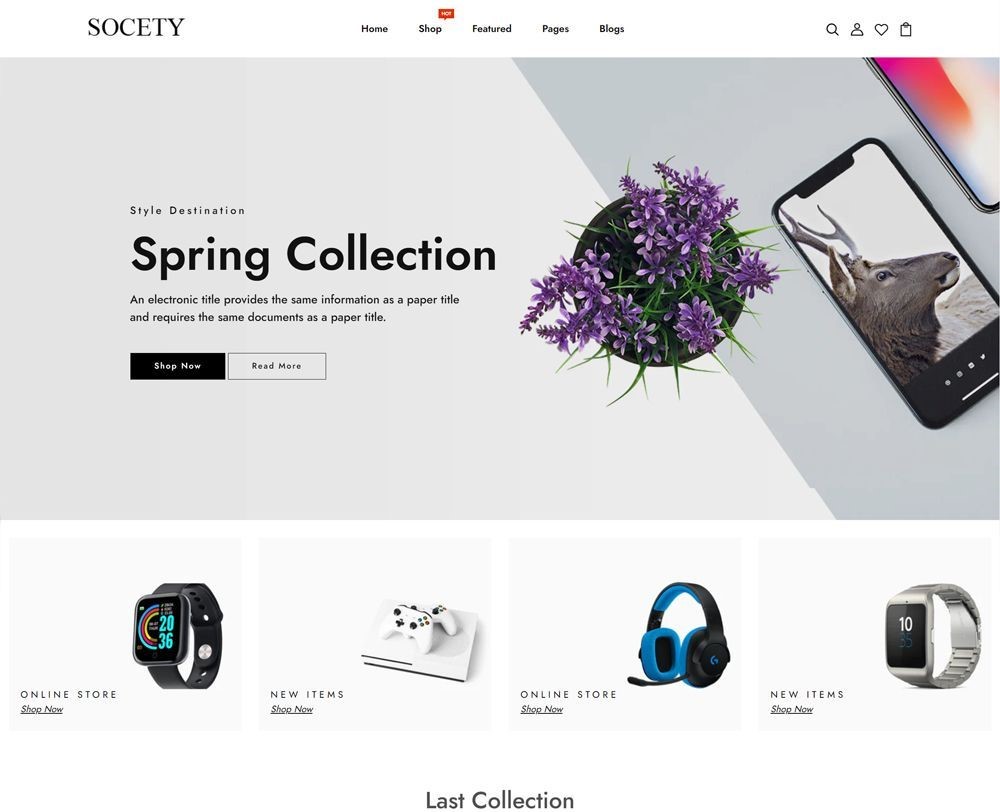 SOCETY
HOT
Home Shop Featured Pages Blogs
Style Destination
Spring Collection
An electronic title provides the same information as a paper title
and requires the same documents as a paper title.
Shop Now Read More
20
36
10
35
ONLINE STORE
Shop Now
NEW ITEMS
Shop Now
ONLINE STORE
Shop Now
NEW ITEMS
Shop Now
Last Collection